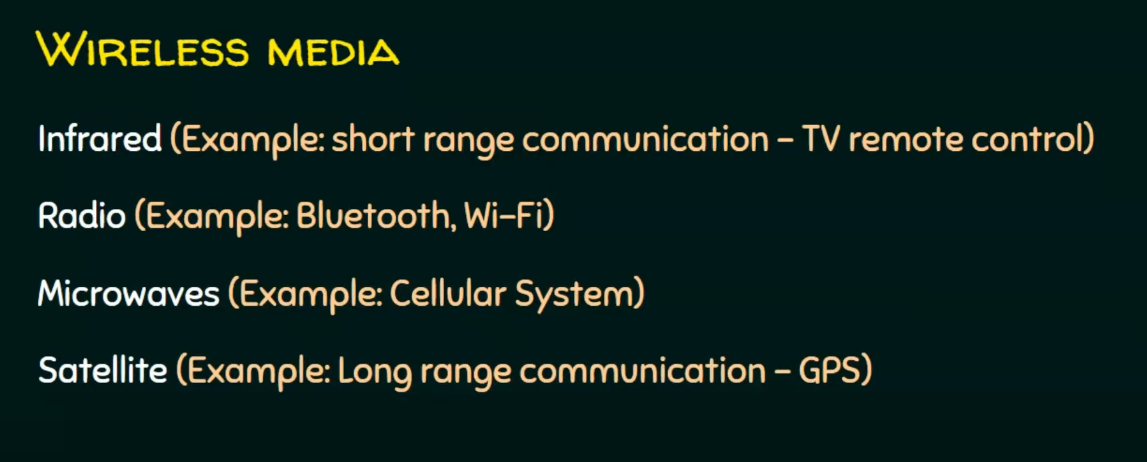 WIRELESS MEDIA
Infrared (Example: short range communication – TV remote control)
Radio (Example: Bluetooth, Wi-Fi)
Microwaves (Example: Cellular System)
Satellite (Example: Long range communication – GPS)